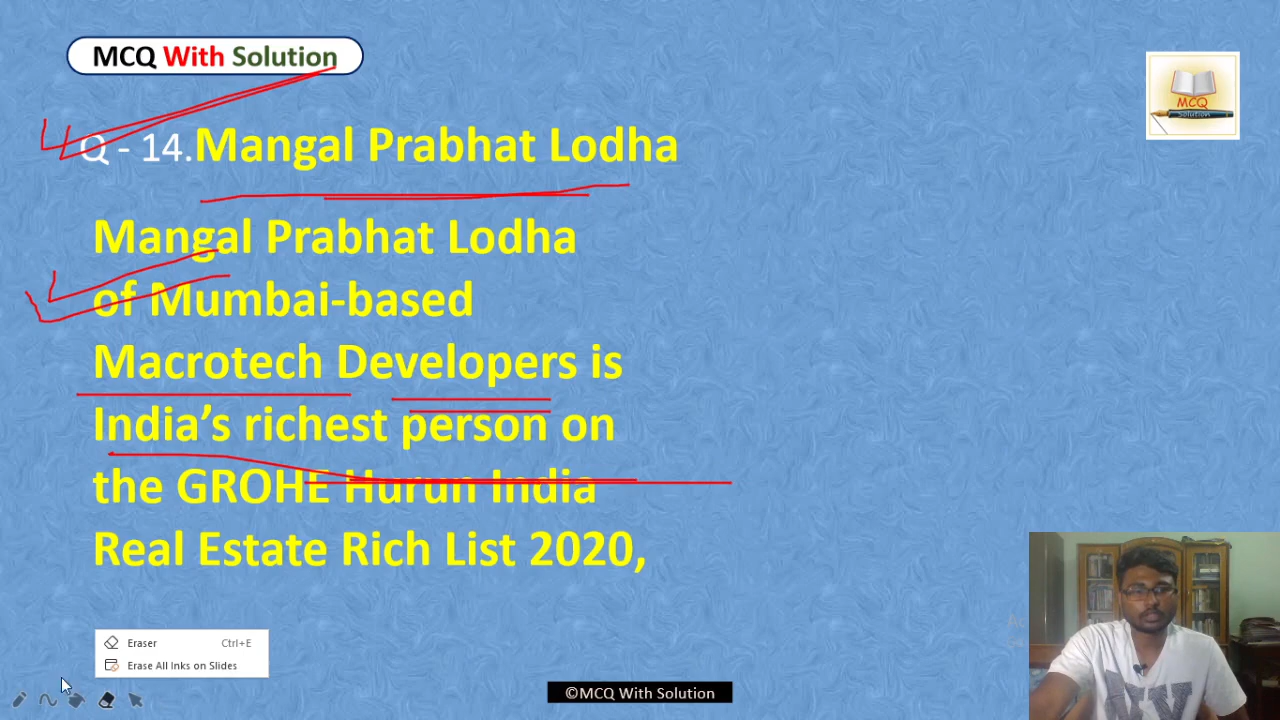 MCQ With Solution
MCQ
Solution
Q - 14.Mangal Prabhat Lodha
Mangal Prabhat Lodha
of Mumbai-based
Macrotech Developers is
India's richest person on
the GROHE Hurun India
Real Estate Rich List 2020,
Eraser Ctrl+E
Erase All Inks on Slides
©MCQ With Solution